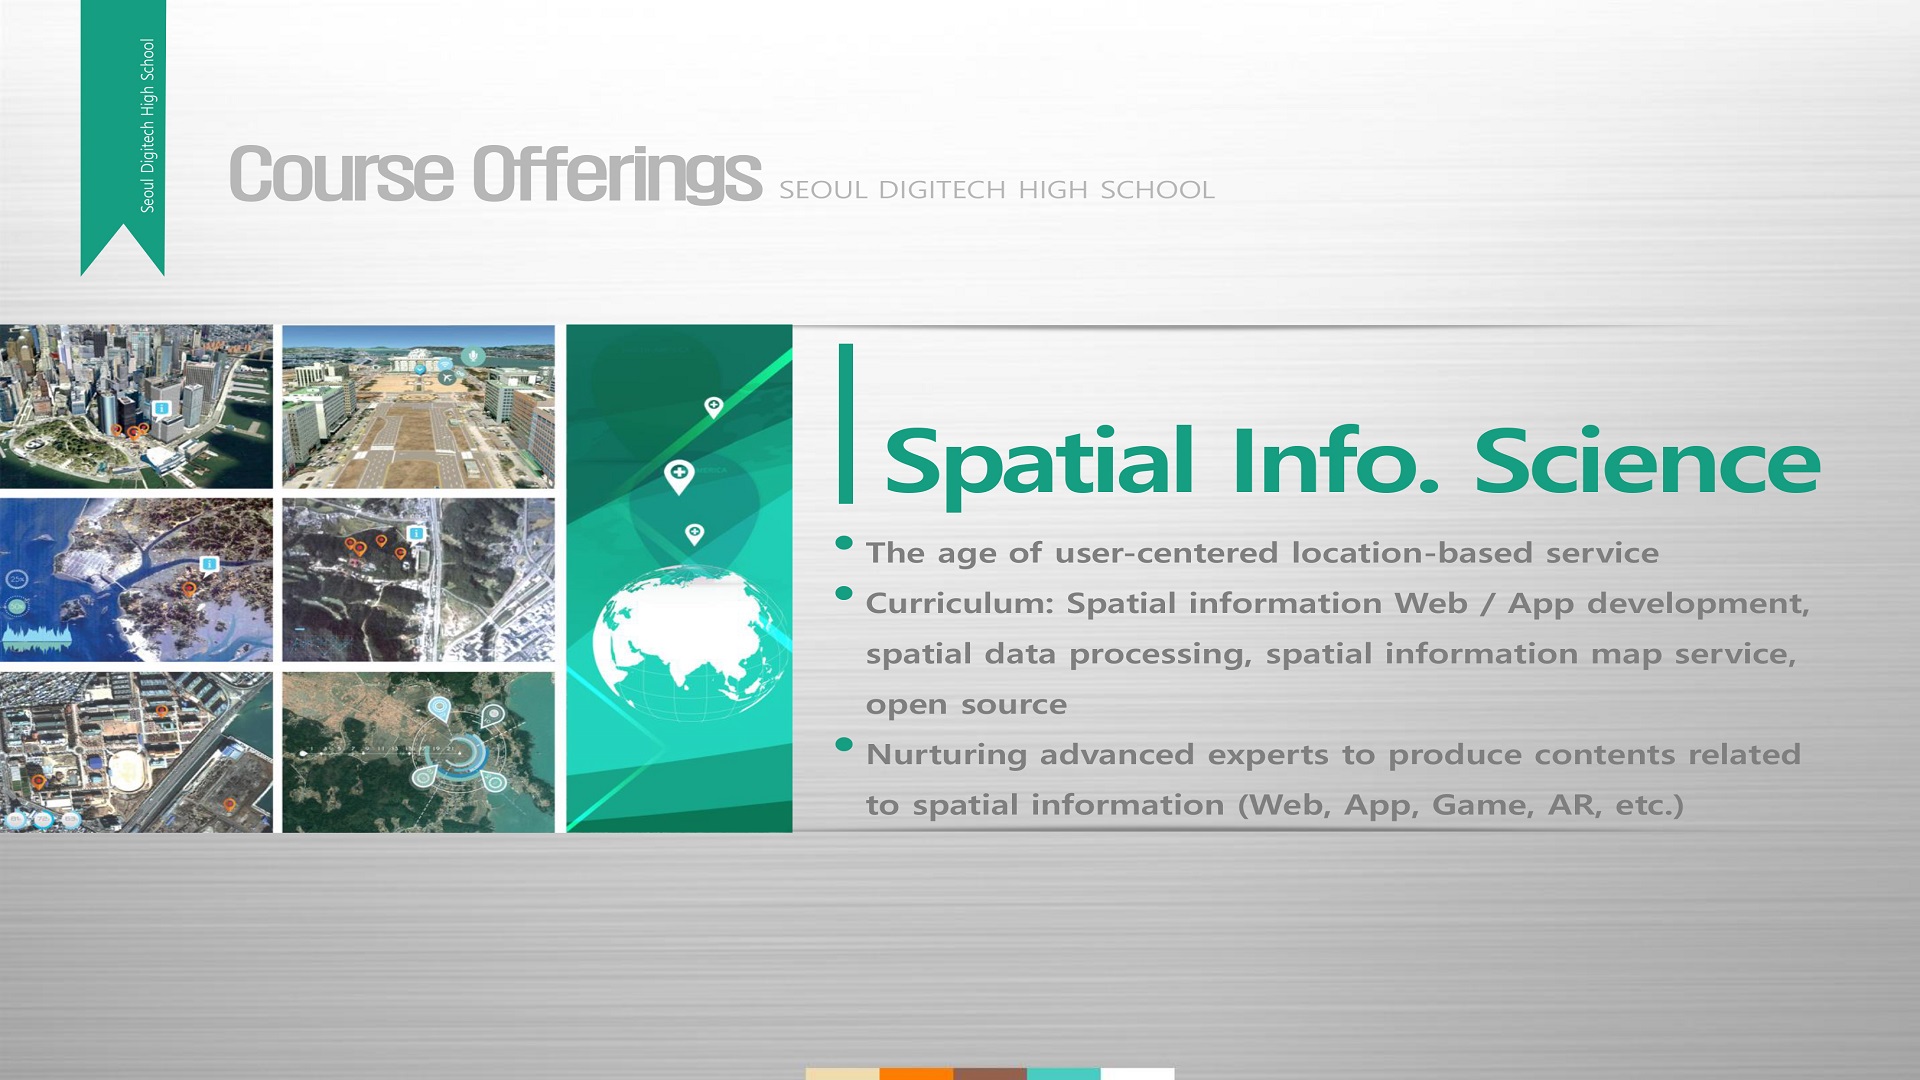 Seoul Digitech High School
Course Offerings SEOUL DIGITECH HIGH SCHOOL
Spatial Info. Science
The age of user-centered location-based service
Curriculum: Spatial information Web / App development,
spatial data processing, spatial information map service,
open source
Nurturing advanced experts to produce contents related
to spatial information (Web, App, Game, AR, etc.)